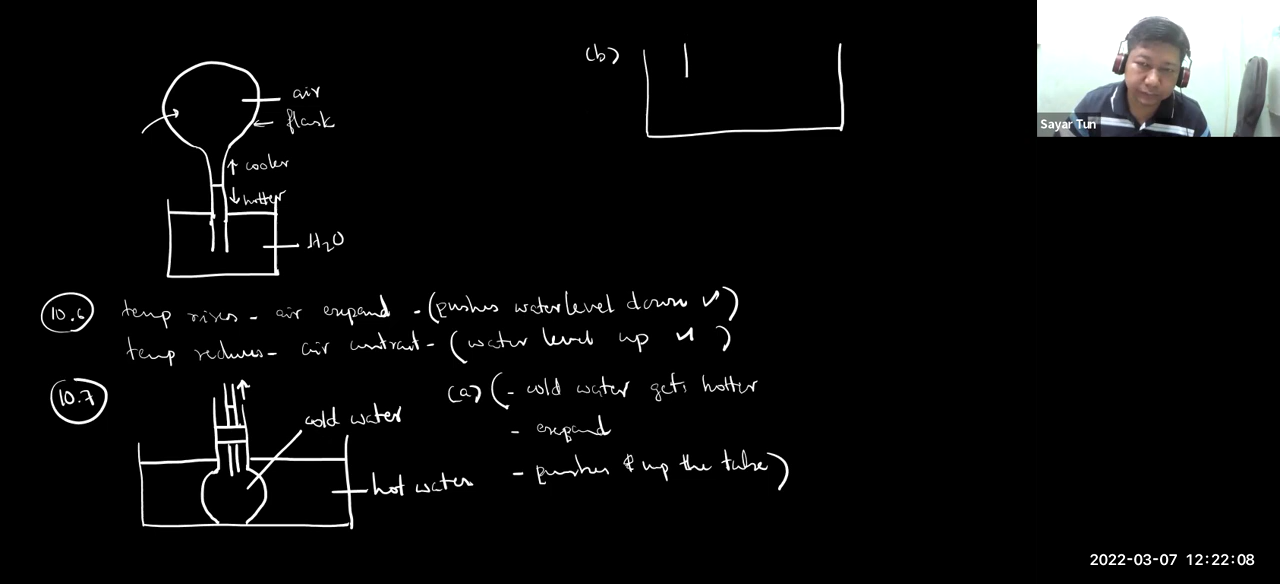 (b)
Sayar Tun
air
flask
↑ cooler
↓ hotter
H₂O
10.6 temp rises - air expand - (pushes water level down ✓)
temp reduces - air contract - (water level up ✓)
10.7
(a) (- cold water gets hotter
cold water
- expand
- pushes up the tube)
hot water
2022-03-07 12:22:08